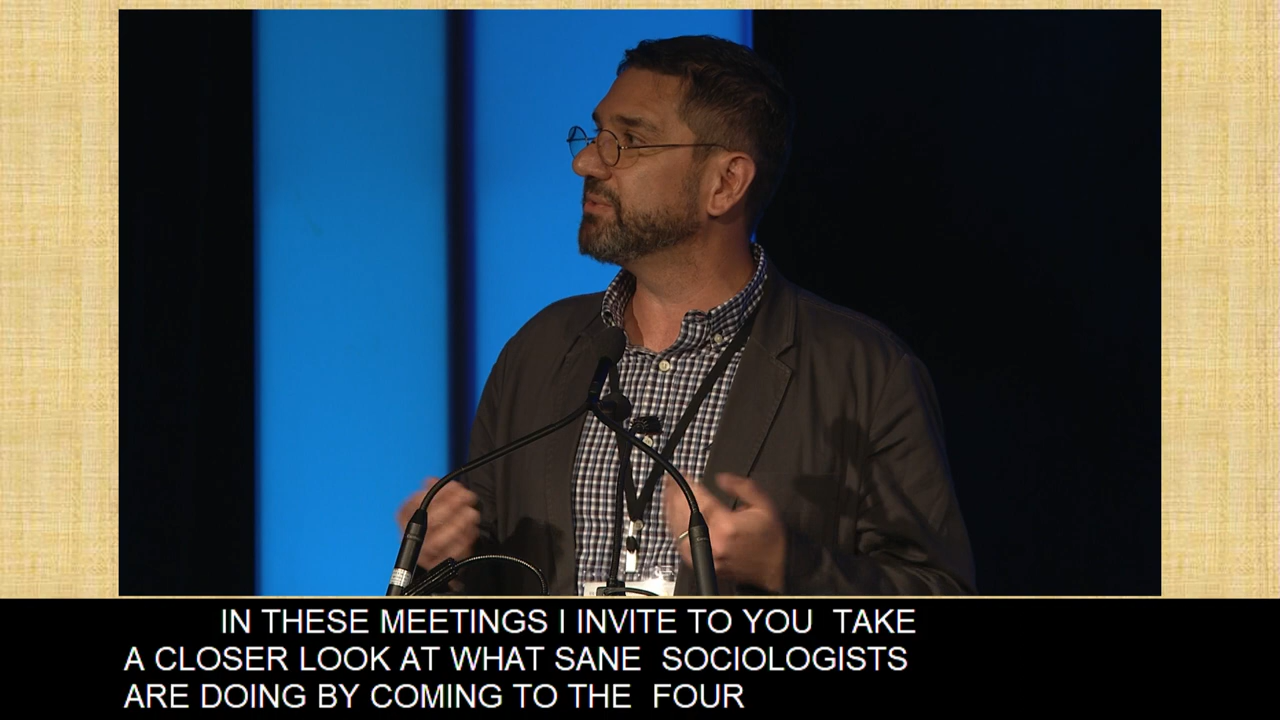 IN THESE MEETINGS I INVITE TO YOU TAKE
A CLOSER LOOK AT WHAT SANE SOCIOLOGISTS
ARE DOING BY COMING TO THE FOUR